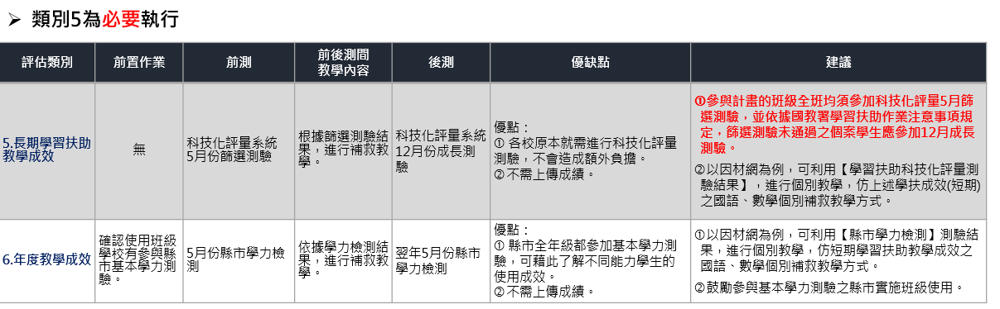 ➢ 類別5為必要執行
評估類別
前置作業
前測
前後測間
教學內容
後測
優缺點
建議
5.長期學習扶助
教學成效
無
科技化評量系統
5月份篩選測驗
根據篩選測驗結
果，進行補救教
學。
科技化評量系統
12月份成長測
驗
優點：
① 各校原本就需進行科技化評量
測驗，不會造成額外負擔。
②不需上傳成績。
①參與計畫的班級全班均須參加科技化評量5月篩
選測驗，並依據國教署學習扶助作業注意事項規
定，篩選測驗未通過之個案學生應參加12月成長
測驗。
②以因材網為例，可利用【學習扶助科技化評量測
驗結果】，進行個別教學，仿上述學扶成效(短期)
之國語、數學個別補救教學方式。
6.年度教學成效
確認使用班級
學校有參與縣
市基本學力測
驗。
5月份縣市學力檢
測
依據學力檢測結
果，進行補救教
學。
翌年5月份縣市
學力檢測
優點：
① 縣市全年級都參加基本學力測
驗，可藉此了解不同能力學生的
使用成效。
②不需上傳成績。
①以因材網為例，可利用【縣市學力檢測】測驗結
果，進行個別教學，仿短期學習扶助教學成效之
國語、數學個別補救教學方式。
②鼓勵參與基本學力測驗之縣市實施班級使用。